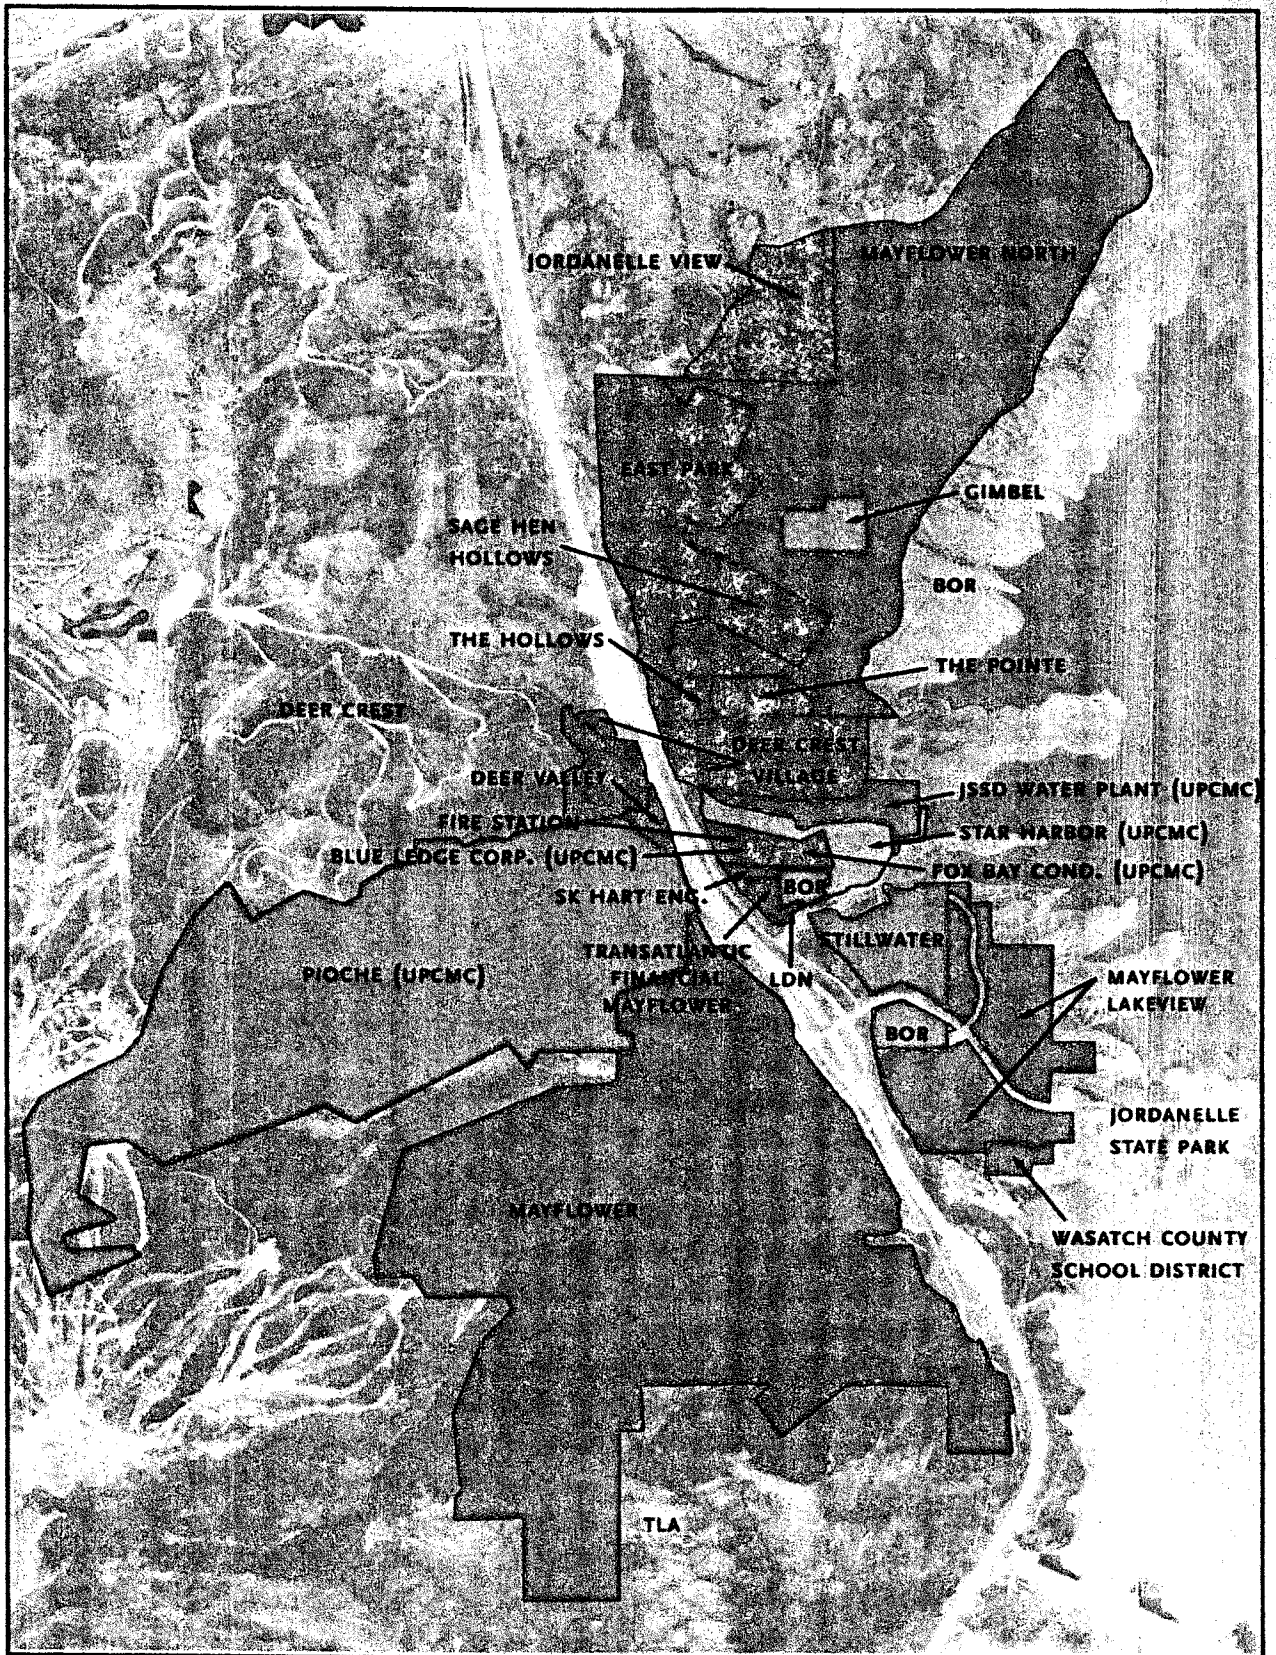 JORDANELLE VIEW
MAYFLOWER NORTH
EAST PARK
GIMBEL
SAGE HEN
HOLLOWS
BOR
THE HOLLOWS
THE POINTE
DEER CREST
DEER CREST
VILLAGE
DEER VALLEY
JSSD WATER PLANT (UPCMC)
FIRE STATION
STAR HARBOR (UPCMC)
BLUE LEDGE CORP. (UPCMC)
FOX BAY COND. (UPCMC)
SK HART ENG.
BOR
TRANSATLANTIC
FINANCIAL
MAYFLOWER
LDN
STILLWATER
PIOCHE (UPCMC)
MAYFLOWER
LAKEVIEW
BOR
JORDANELLE
STATE PARK
MAYFLOWER
WASATCH COUNTY
SCHOOL DISTRICT
TLA